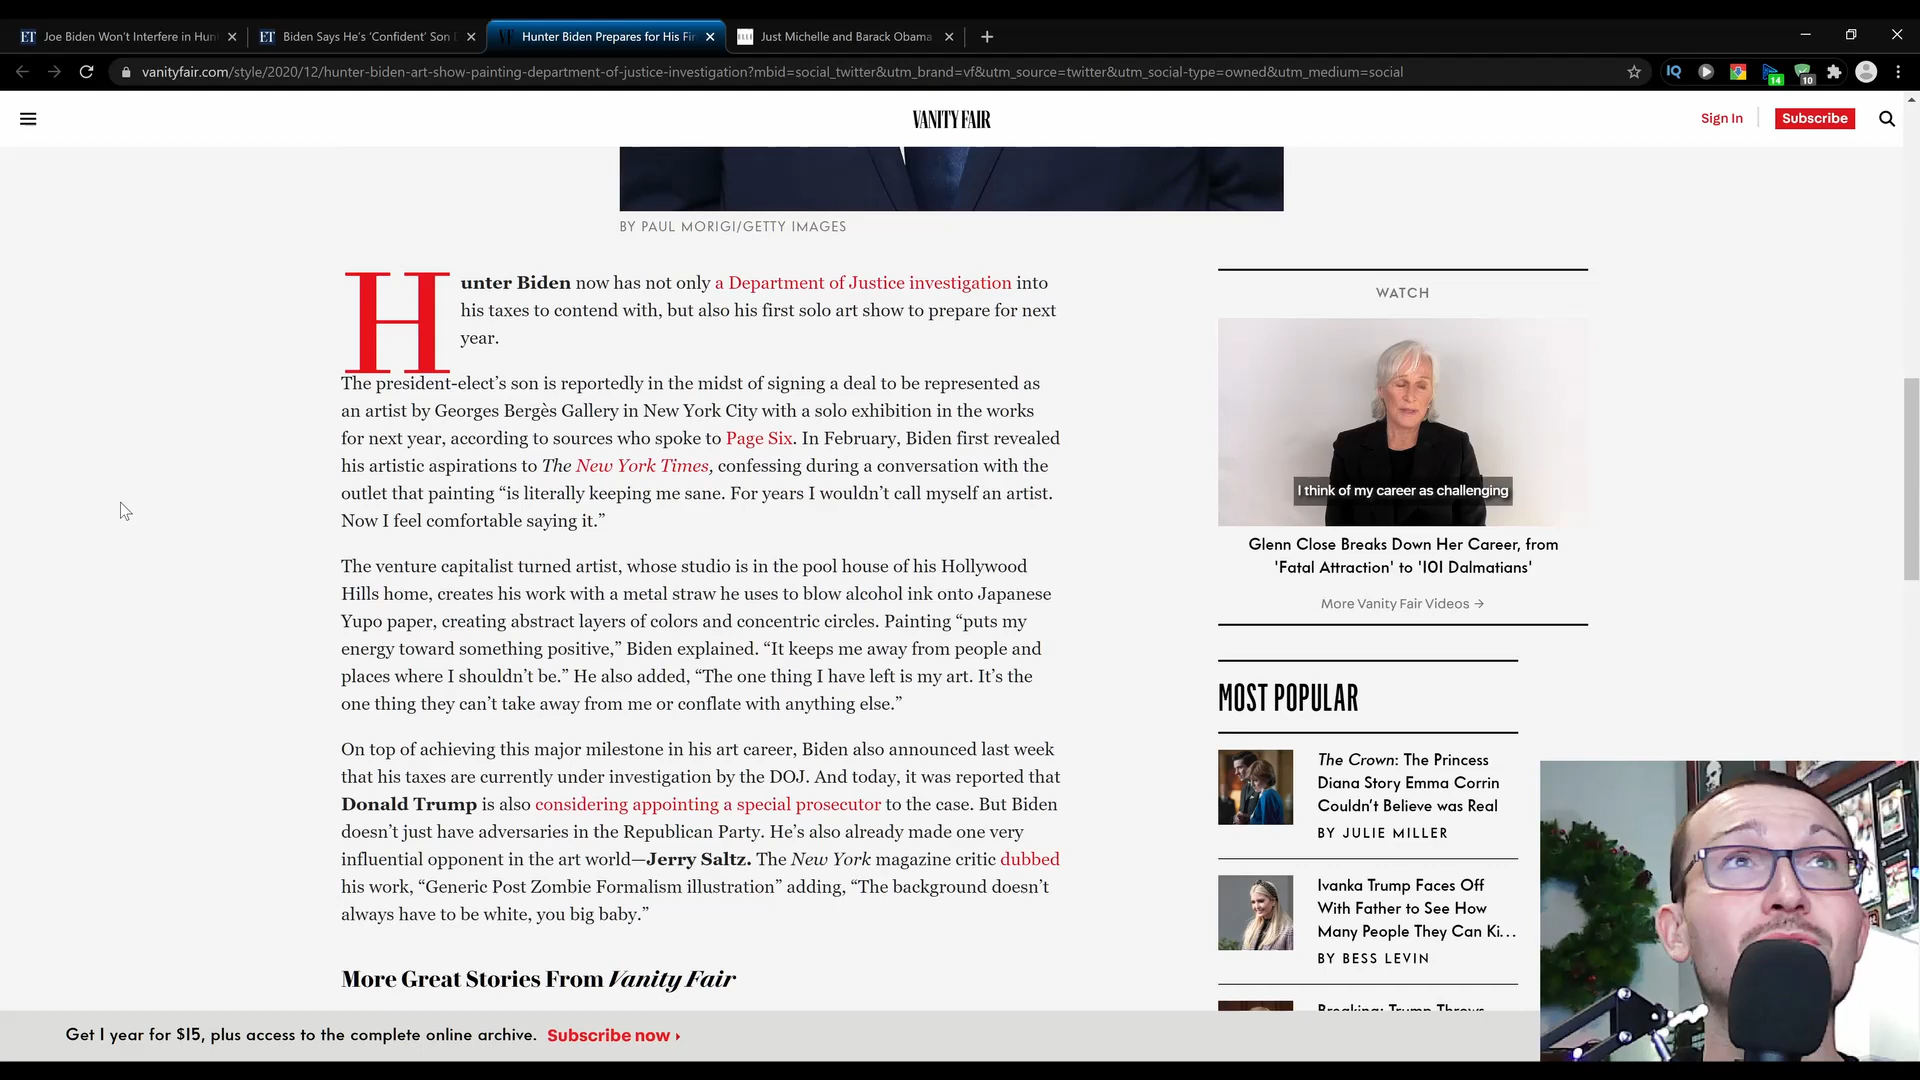 ET Joe Biden Won't Interfere in Hun
ET Biden Says He's 'Confident' Son
VF Hunter Biden Prepares for His Fir
Just Michelle and Barack Obama
vanityfair.com/style/2020/12/hunter-biden-art-show-painting-department-of-justice-investigation?mbid=social_twitter&utm_brand=vf&utm_source=twitter&utm_social-type=owned&utm_medium=social
IQ
14
10
VANITY FAIR
Sign In
Subscribe
BY PAUL MORIGI/GETTY IMAGES
Hunter Biden now has not only a Department of Justice investigation into
his taxes to contend with, but also his first solo art show to prepare for next
year.
The president-elect's son is reportedly in the midst of signing a deal to be represented as
an artist by Georges Bergès Gallery in New York City with a solo exhibition in the works
for next year, according to sources who spoke to Page Six. In February, Biden first revealed
his artistic aspirations to The New York Times, confessing during a conversation with the
outlet that painting “is literally keeping me sane. For years I wouldn't call myself an artist.
Now I feel comfortable saying it.”
The venture capitalist turned artist, whose studio is in the pool house of his Hollywood
Hills home, creates his work with a metal straw he uses to blow alcohol ink onto Japanese
Yupo paper, creating abstract layers of colors and concentric circles. Painting “puts my
energy toward something positive,” Biden explained. “It keeps me away from people and
places where I shouldn't be.” He also added, “The one thing I have left is my art. It's the
one thing they can't take away from me or conflate with anything else.”
On top of achieving this major milestone in his art career, Biden also announced last week
that his taxes are currently under investigation by the DOJ. And today, it was reported that
Donald Trump is also considering appointing a special prosecutor to the case. But Biden
doesn't just have adversaries in the Republican Party. He's also already made one very
influential opponent in the art world—Jerry Saltz. The New York magazine critic dubbed
his work, “Generic Post Zombie Formalism illustration” adding, “The background doesn't
always have to be white, you big baby.”
More Great Stories From Vanity Fair
WATCH
I think of my career as challenging
Glenn Close Breaks Down Her Career, from
'Fatal Attraction' to '101 Dalmatians'
More Vanity Fair Videos →
MOST POPULAR
The Crown: The Princess
Diana Story Emma Corrin
Couldn't Believe was Real
BY JULIE MILLER
Ivanka Trump Faces Off
With Father to See How
Many People They Can Ki…
BY BESS LEVIN
Breaking: Trump Throws
Get 1 year for $15, plus access to the complete online archive. Subscribe now ›